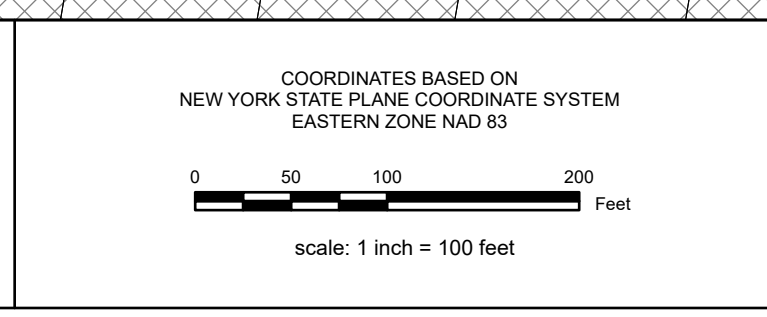 COORDINATES BASED ON
NEW YORK STATE PLANE COORDINATE SYSTEM
EASTERN ZONE NAD 83
0 50 100 200
Feet
scale: 1 inch = 100 feet